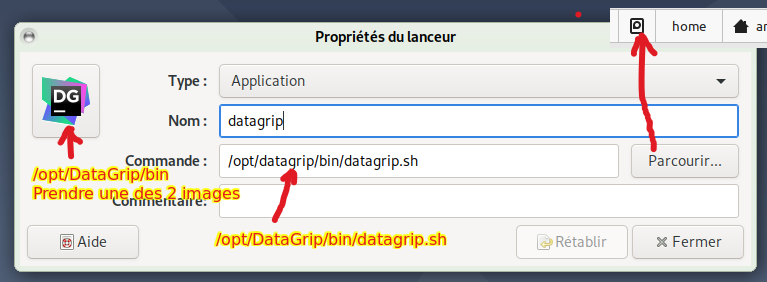 home
Propriétés du lanceur
DG
Type :
Application
Nom :
datagrip
Commande :
/opt/datagrip/bin/datagrip.sh
Parcourir...
/opt/DataGrip/bin
Prendre une des 2 images
Commentaire:
/opt/DataGrip/bin/datagrip.sh
Aide
Rétablir
Fermer